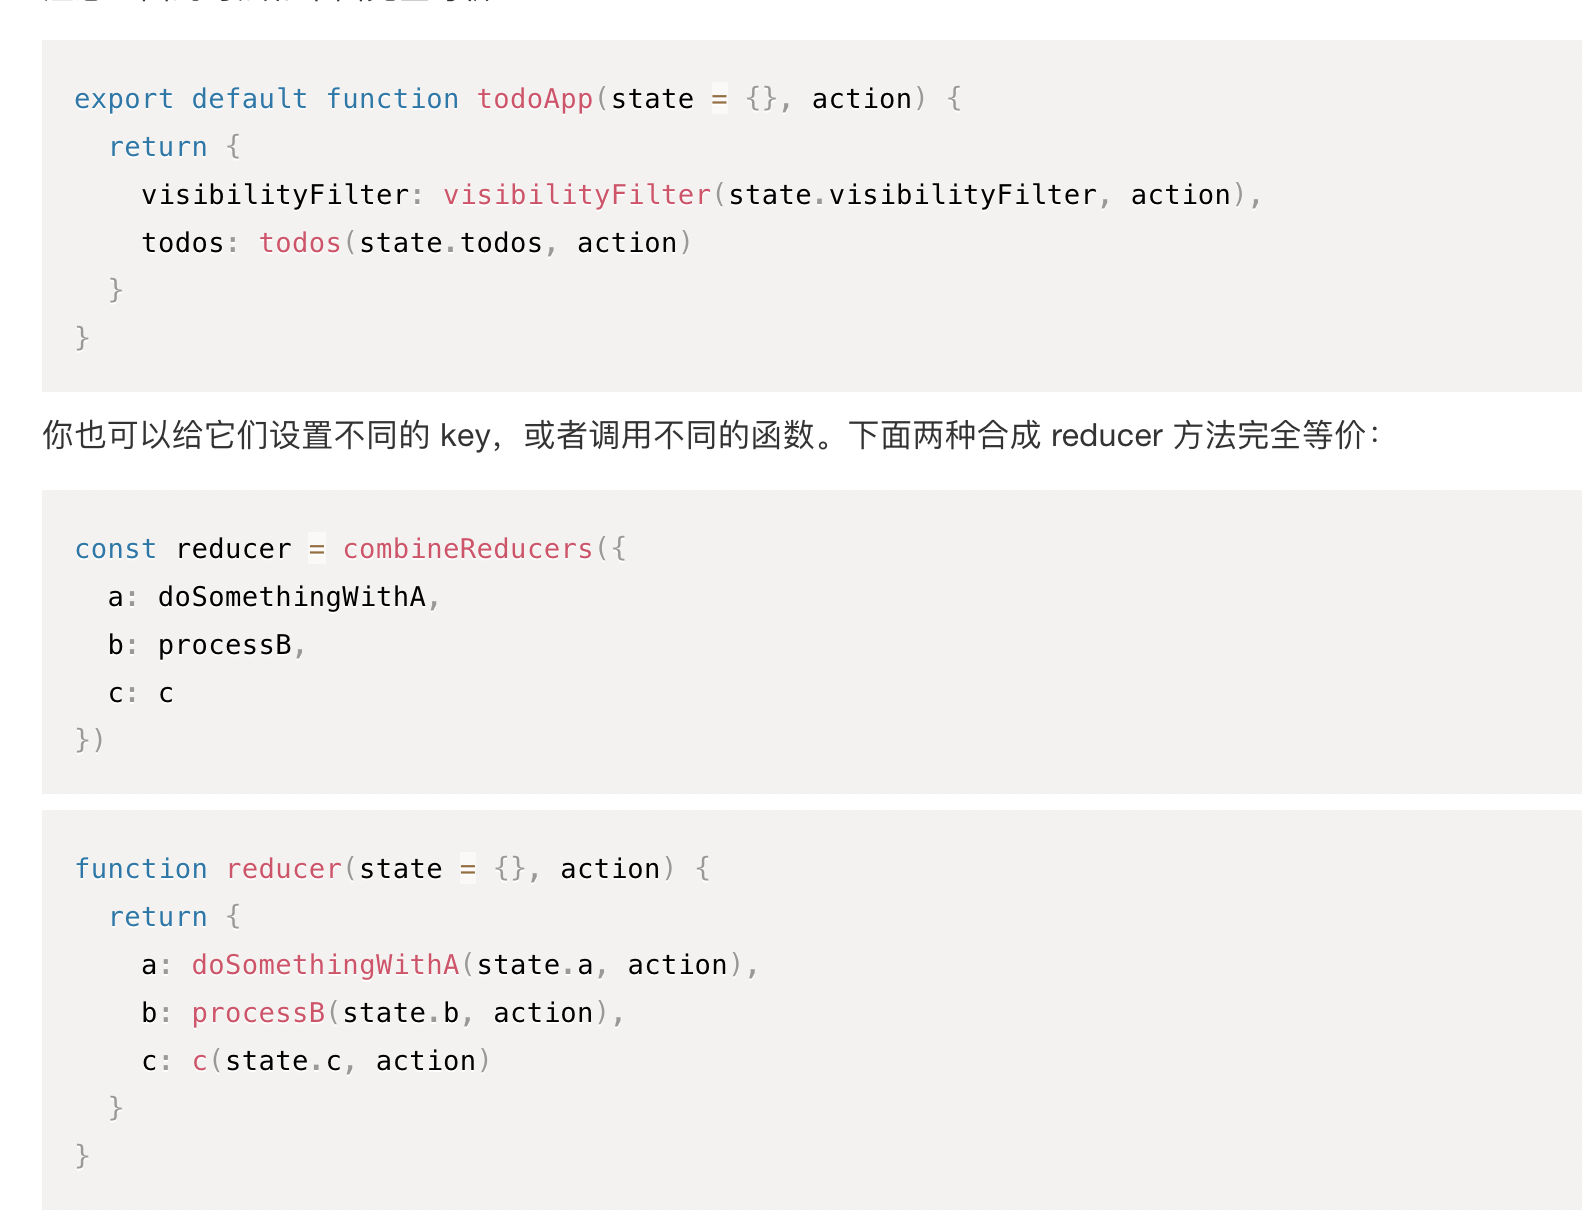 export default function todoApp(state = {}, action) {
  return {
    visibilityFilter: visibilityFilter(state.visibilityFilter, action),
    todos: todos(state.todos, action)
  }
}
你也可以给它们设置不同的 key，或者调用不同的函数。下面两种合成 reducer 方法完全等价：
const reducer = combineReducers({
  a: doSomethingWithA,
  b: processB,
  c: c
})
function reducer(state = {}, action) {
  return {
    a: doSomethingWithA(state.a, action),
    b: processB(state.b, action),
    c: c(state.c, action)
  }
}